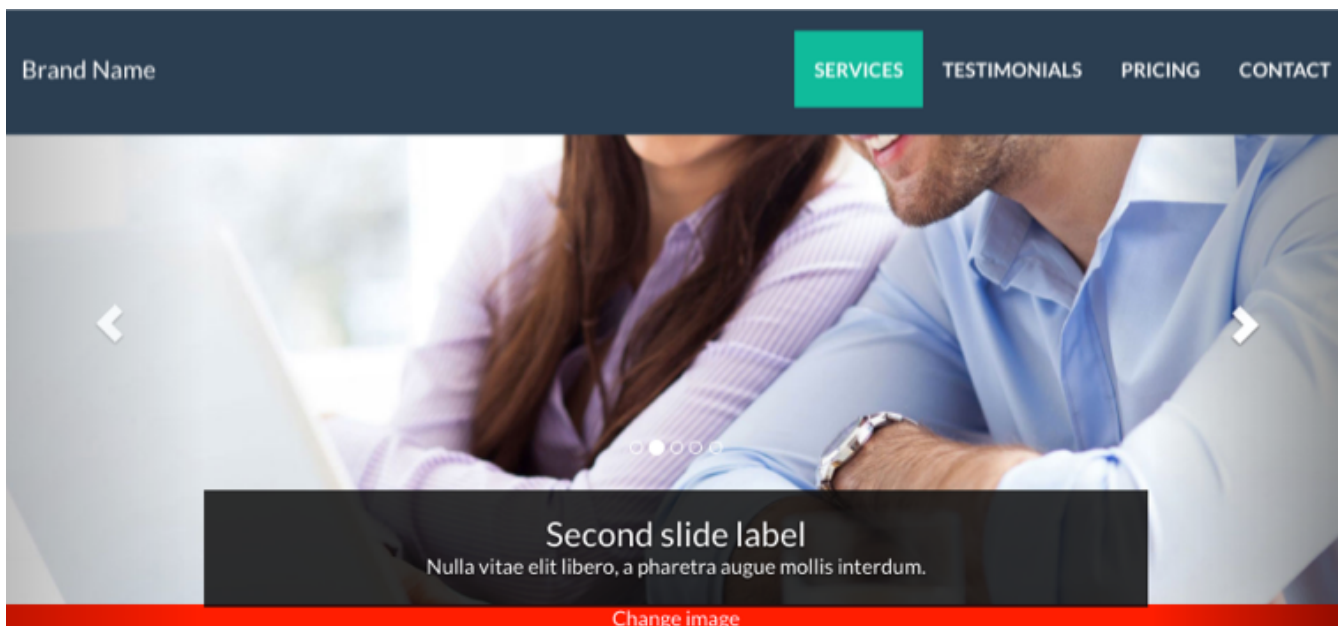 Brand Name
SERVICES TESTIMONIALS PRICING CONTACT
Second slide label
Nulla vitae elit libero, a pharetra augue mollis interdum.
Change image